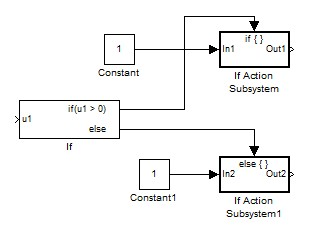 if { }
1
In1
Out1
Constant
If Action
Subsystem
if(u1 > 0)
u1
else
If
else { }
1
In2
Out2
Constant1
If Action
Subsystem1